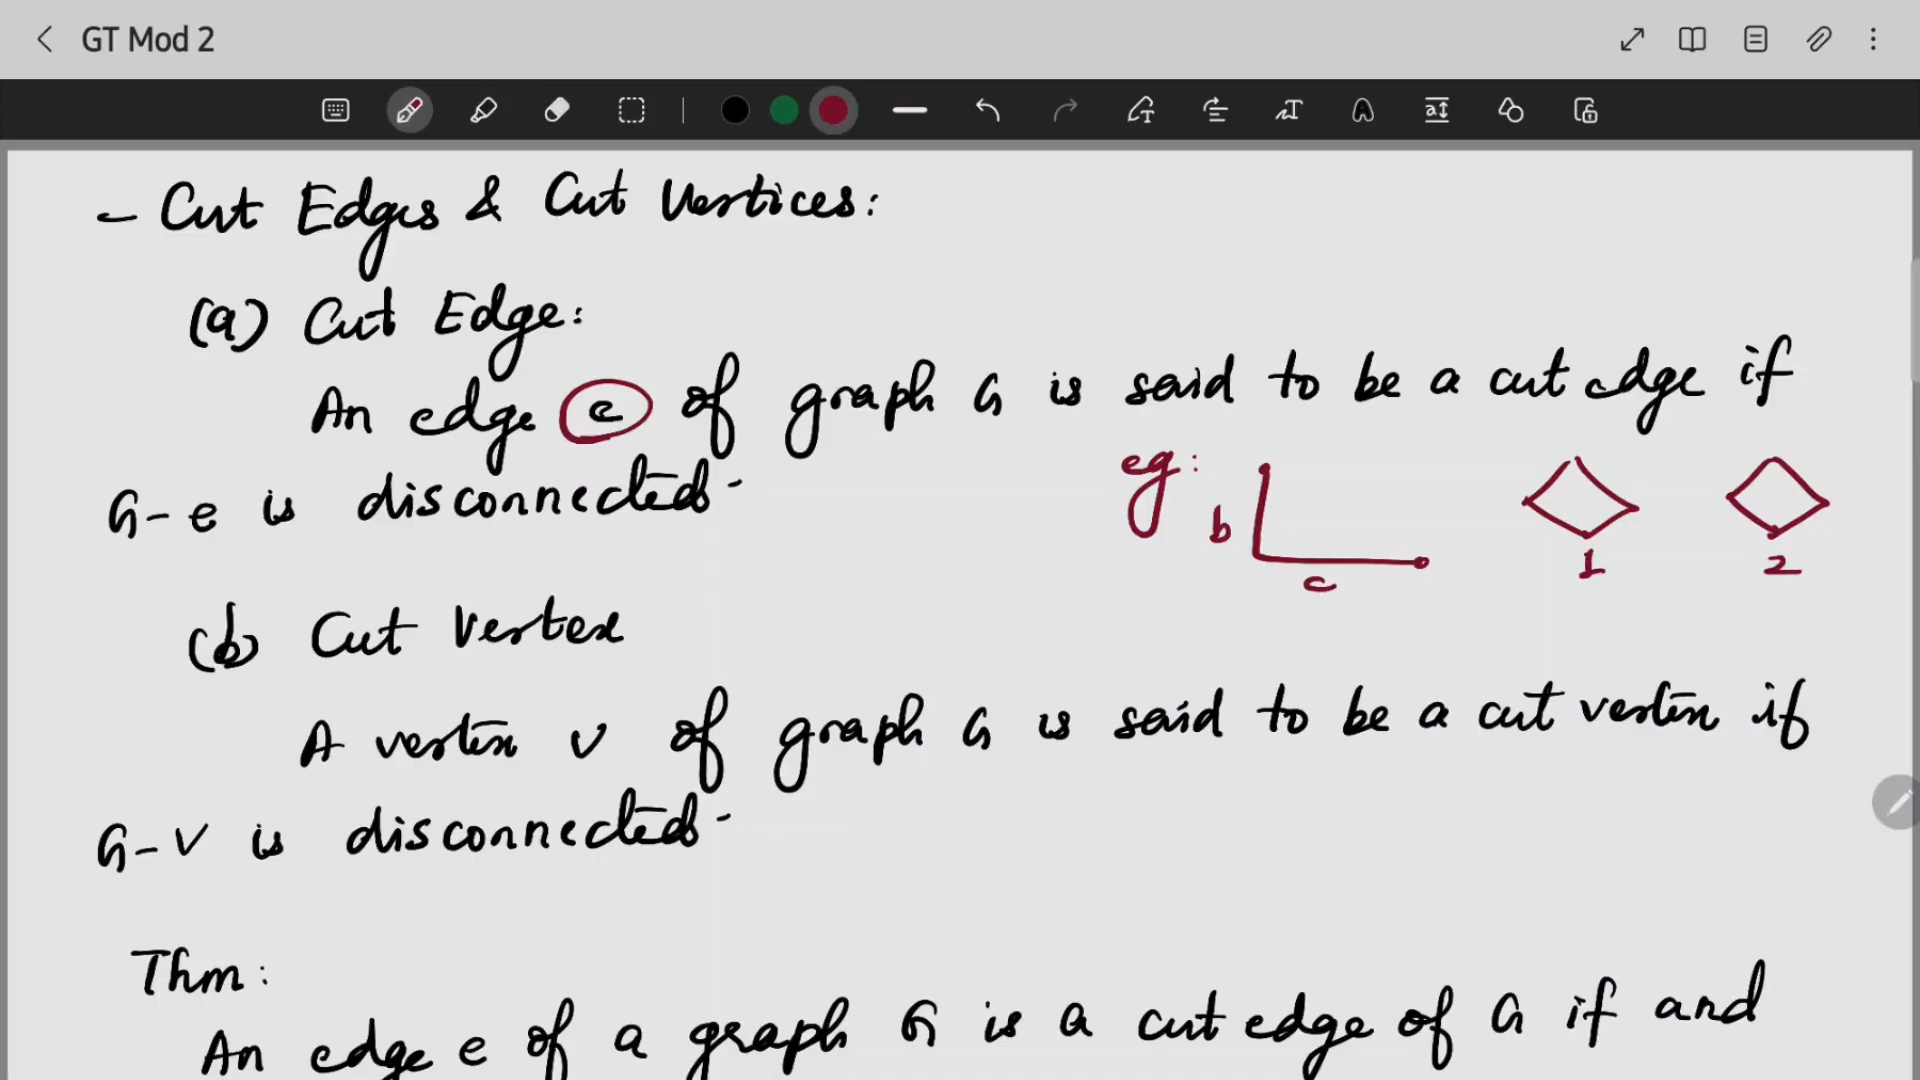 GT Mod 2
- Cut Edges & Cut Vertices:
(a) Cut Edge:
An edge e of graph G is said to be a cut edge if
G-e is disconnected.
eg:
b
c
1
2
(b) Cut Vertex
A vertex v of graph G is said to be a cut vertex if
G-v is disconnected.
Thm:
An edge e of a graph G is a cut edge of G if and